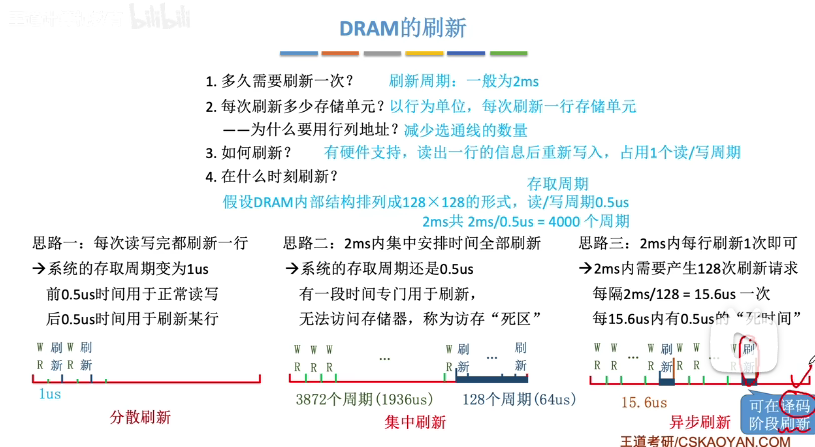 bilibili
DRAM的刷新
1. 多久需要刷新一次？ 刷新周期：一般为2ms
2. 每次刷新多少存储单元？以行为单位，每次刷新一行存储单元
——为什么要用行列地址？减少选通线的数量
3. 如何刷新？ 有硬件支持，读出一行的信息后重新写入，占用1个读/写周期
4. 在什么时刻刷新？
存取周期
假设DRAM内部结构排列成128×128的形式，读/写周期0.5us
2ms共 2ms/0.5us = 4000 个周期
思路一：每次读写完都刷新一行
→系统的存取周期变为1us
前0.5us时间用于正常读写
后0.5us时间用于刷新某行
W R 刷新 W R 刷新
1us
分散刷新
思路二：2ms内集中安排时间全部刷新
→系统的存取周期还是0.5us
有一段时间专门用于刷新，
无法访问存储器，称为访存“死区”
W R W R W R ... W R 刷新 ... 刷新
3872个周期(1936us) 128个周期(64us)
集中刷新
思路三：2ms内每行刷新1次即可
→2ms内需要产生128次刷新请求
每隔2ms/128 = 15.6us 一次
每15.6us内有0.5us的“死时间”
W R W R ... 刷新 W R W R ... W R 刷新
15.6us
异步刷新
可在译码
阶段刷新
王道考研/CSKAOYAN.COM